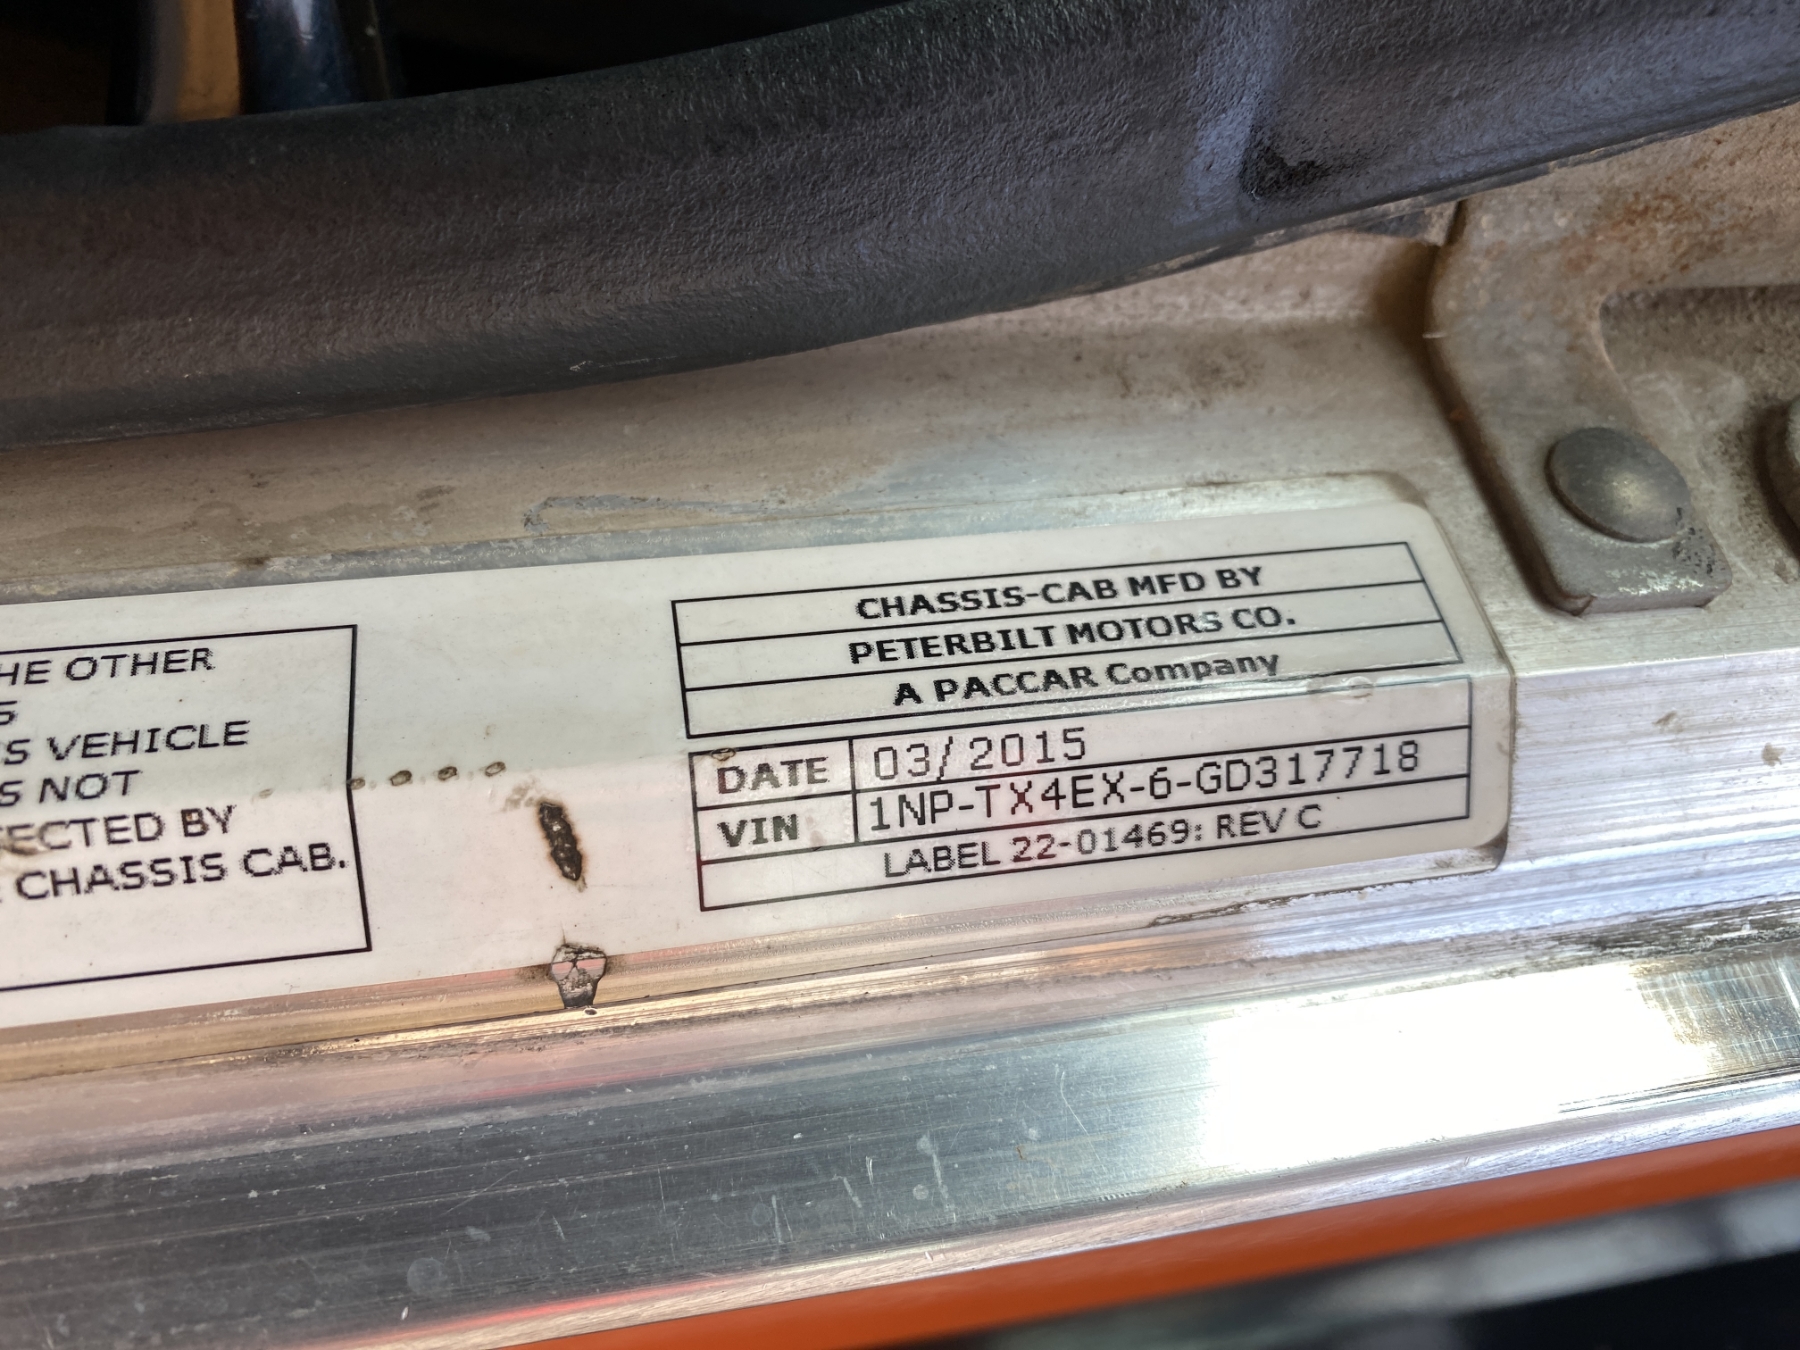 HE OTHER
S VEHICLE
S NOT
ECTED BY
CHASSIS CAB.
CHASSIS-CAB MFD BY
PETERBILT MOTORS CO.
A PACCAR Company
DATE 03/2015
VIN 1NP-TX4EX-6-GD317718
LABEL 22-01469: REV C